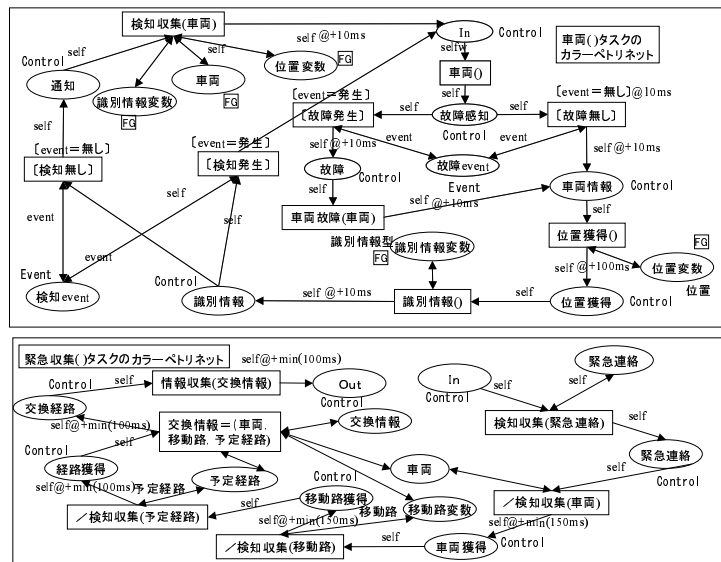 検知収集(車両)
self @+10ms
In
Control
車両()タスクの
カラーペトリネット
self
Control
self
self
self @+10ms
位置変数
FG
self
車両()
通知
車両
FG
識別情報変数
FG
self
[event=発生]
[event=無し]@10ms
[故障発生]
self
故障感知
self
[故障無し]
Control
self
[event=無し]
[event=発生]
self @+10ms
event
event
self @+10ms
[検知無し]
[検知発生]
故障
Control
故障event
Event
車両情報
Control
self
self
車両故障(車両)
self @+10ms
self
event
event
self
識別情報型
FG
識別情報変数
位置獲得()
FG
位置変数
位置
self @+100ms
Event
検知event
Control
識別情報
self @+10ms
識別情報()
self
位置獲得
Control
緊急収集()タスクのカラーペトリネット
self@+min(100ms)
Control
self
情報収集(交換情報)
Out
Control
In
Control
self
緊急連絡
self
交換経路
self@+min(100ms)
交換情報=(車両,
移動路, 予定経路)
交換情報
検知収集(緊急連絡)
self
Control
self
経路獲得
self@+min(100ms)
予定経路
予定経路
車両
緊急連絡
self
Control
Control
移動路獲得
self
移動路変数
self@+min(150ms)
移動路
/検知収集(予定経路)
/検知収集(車両)
self@+min(150ms)
/検知収集(移動路)
self
車両獲得
Control